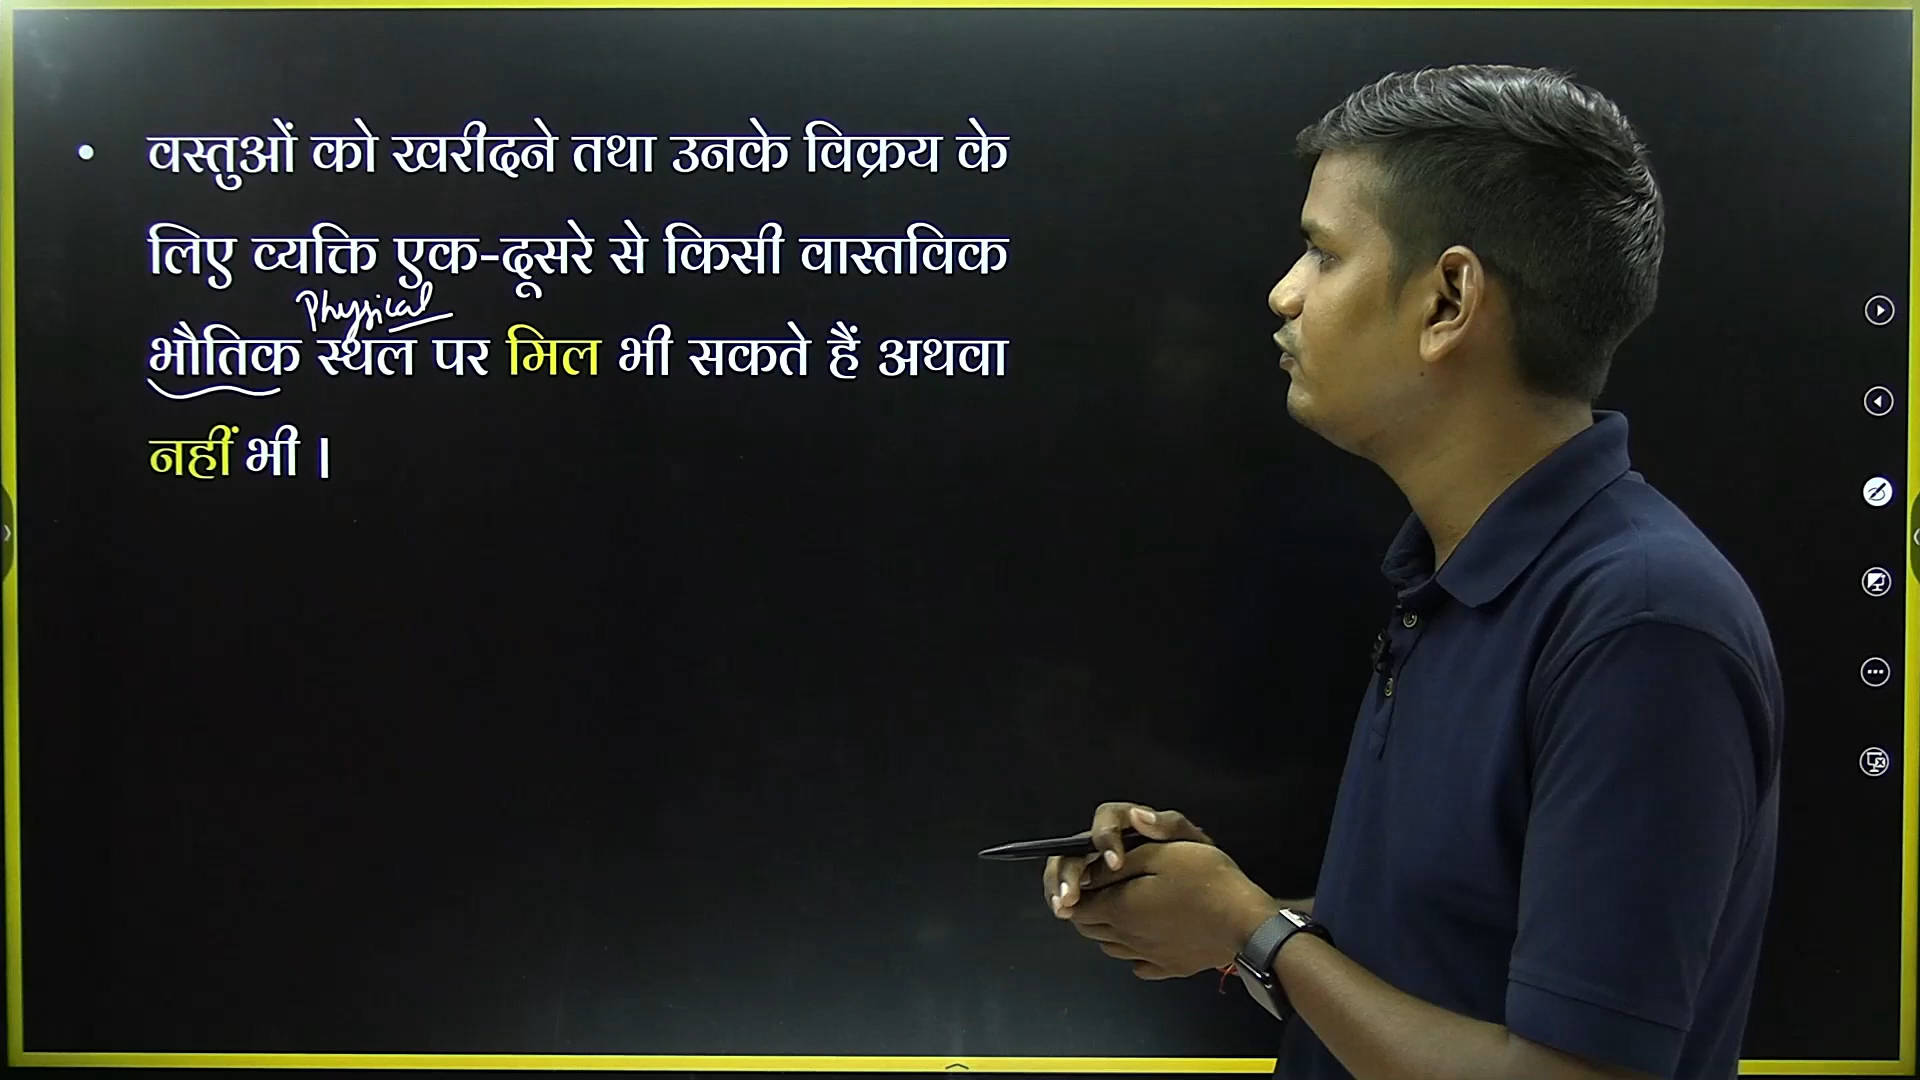 • वस्तुओं को खरीदने तथा उनके विक्रय के
लिए व्यक्ति एक-दूसरे से किसी वास्तविक
Physical
भौतिक स्थल पर मिल भी सकते हैं अथवा
नहीं भी ।